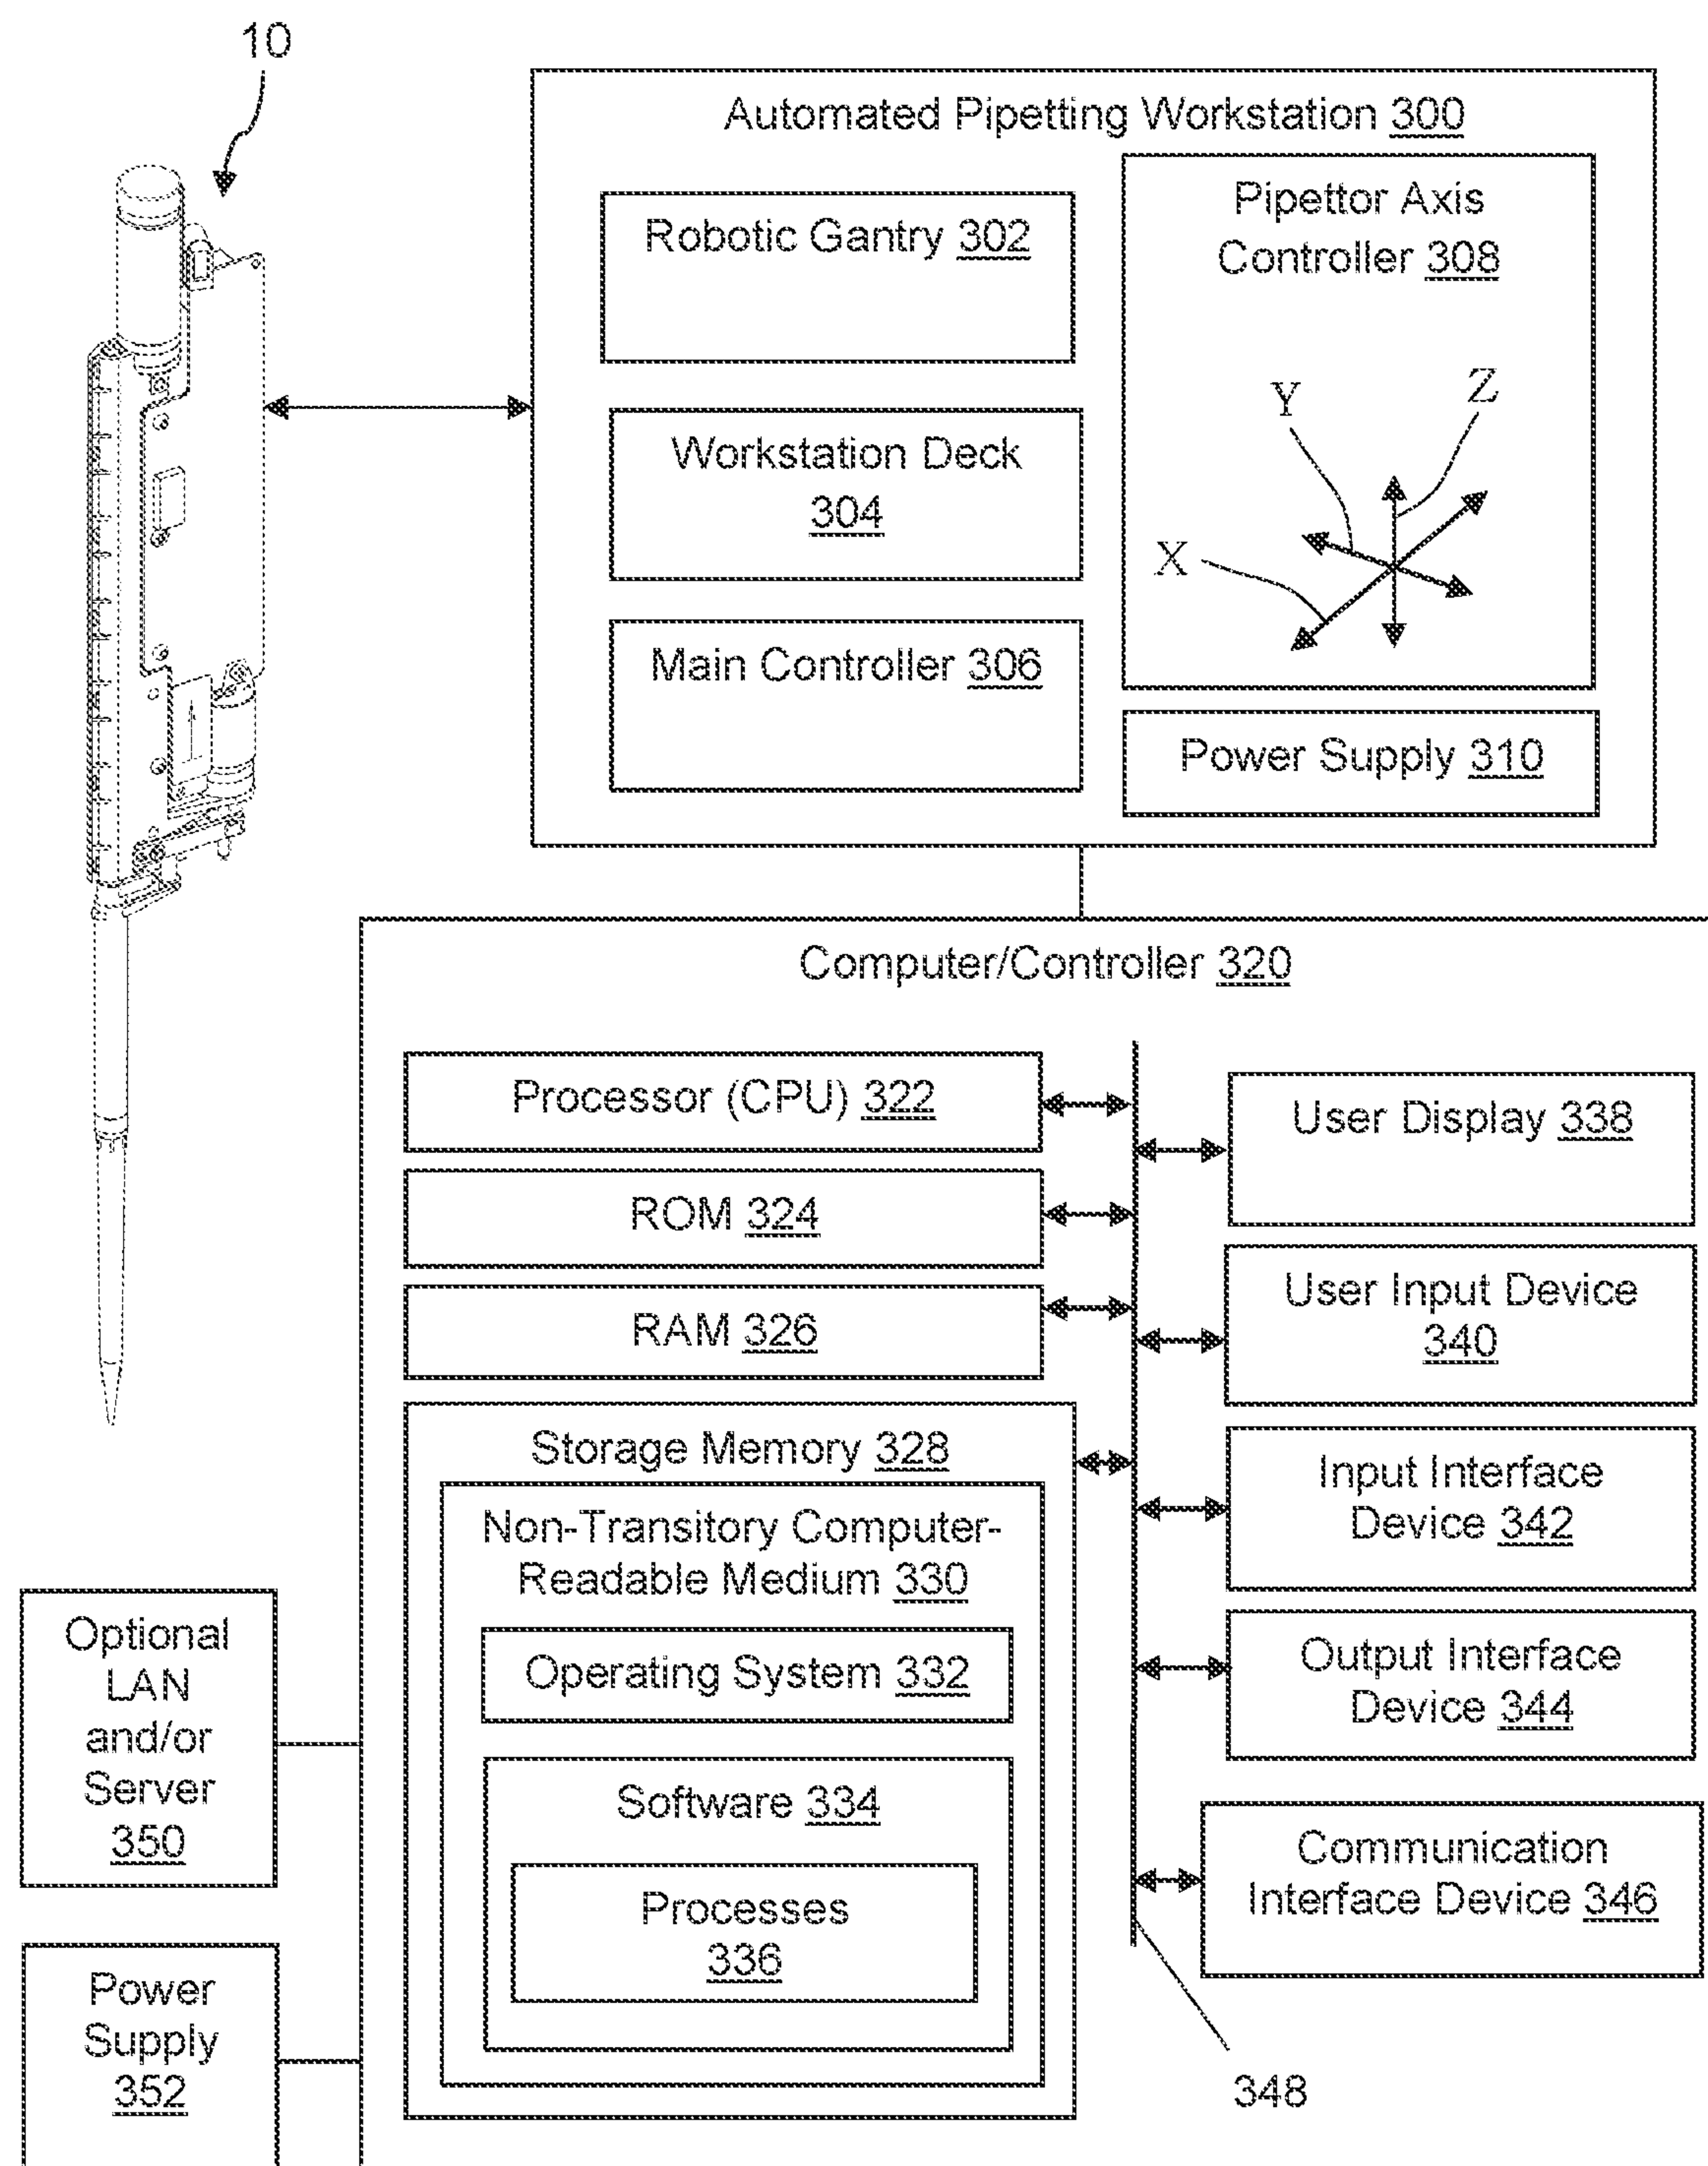 10
Automated Pipetting Workstation 300
Robotic Gantry 302
Workstation Deck
304
Main Controller 306
Pipettor Axis
Controller 308
Y
Z
X
Power Supply 310
Computer/Controller 320
Processor (CPU) 322
ROM 324
RAM 326
Storage Memory 328
Non-Transitory Computer-
Readable Medium 330
Operating System 332
Software 334
Processes
336
User Display 338
User Input Device
340
Input Interface
Device 342
Output Interface
Device 344
Communication
Interface Device 346
348
Optional
LAN
and/or
Server
350
Power
Supply
352